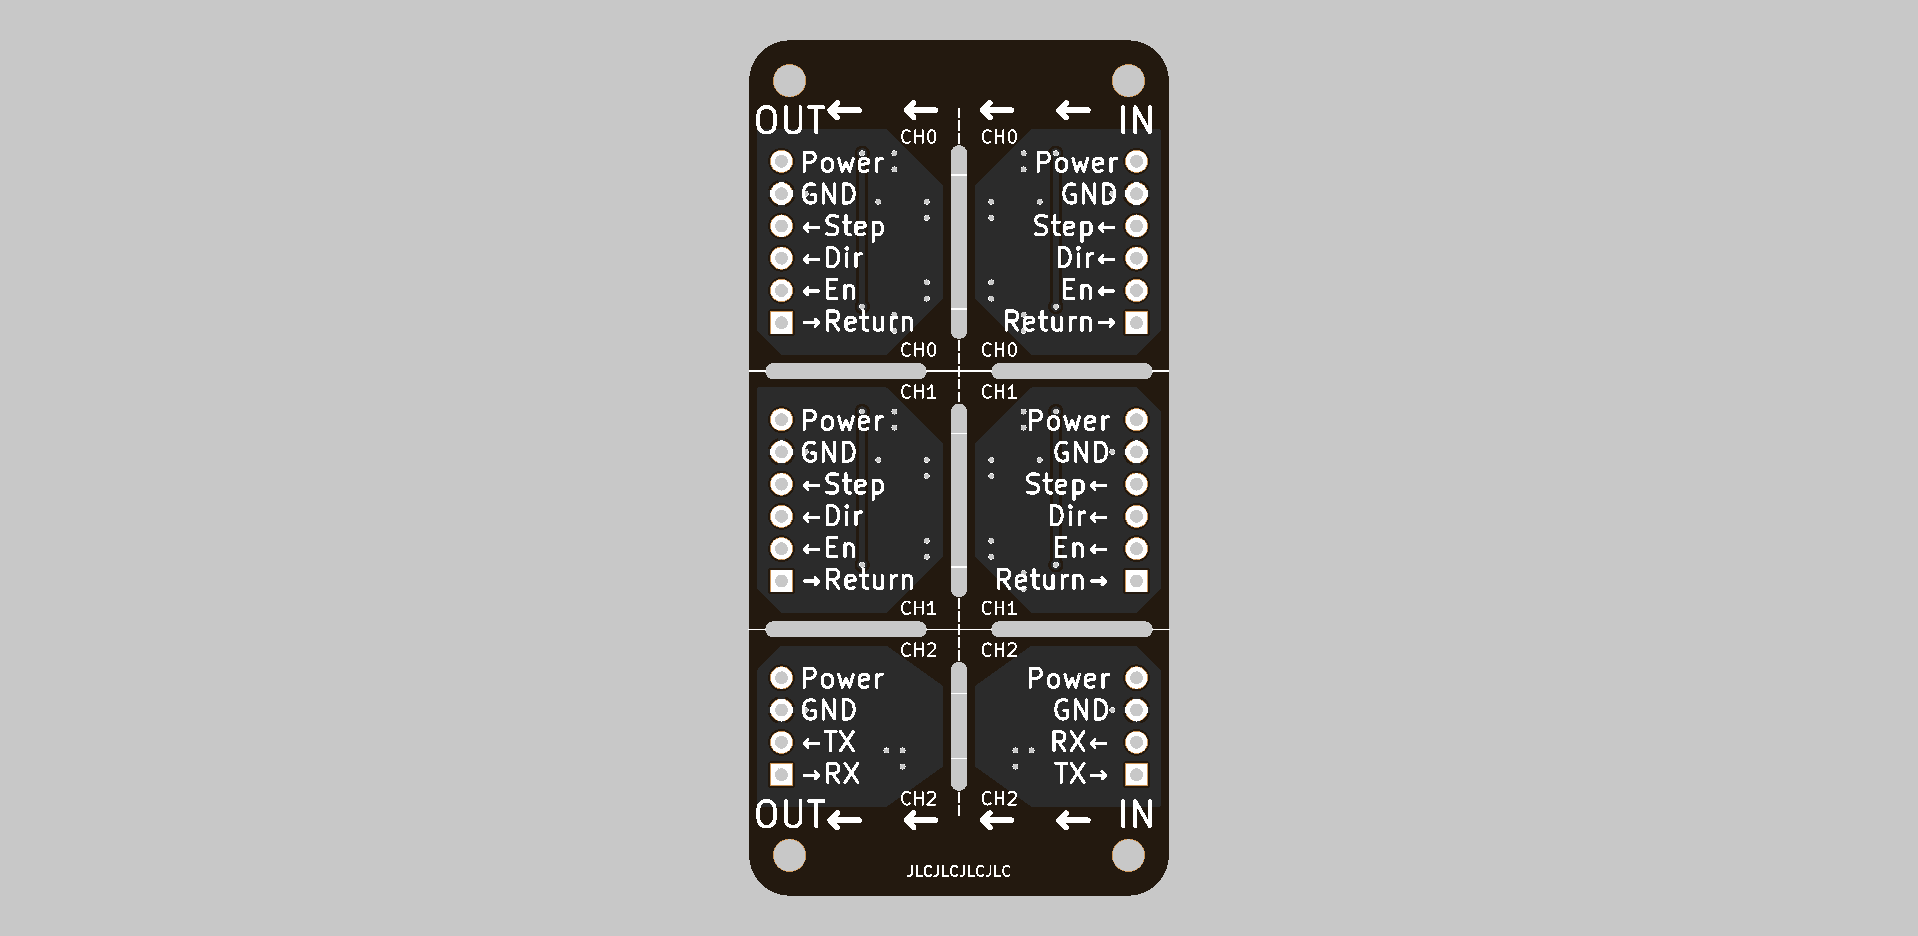 OUT← ← ← ← IN
CH0 CH0
Power Power
GND GND
←Step Step←
←Dir Dir←
←En En←
→Return Return→
CH0 CH0
CH1 CH1
Power Power
GND GND
←Step Step←
←Dir Dir←
←En En←
→Return Return→
CH1 CH1
CH2 CH2
Power Power
GND GND
←TX RX←
→RX TX→
CH2 CH2
OUT← ← ← ← IN
JLCJLCJLCJLC